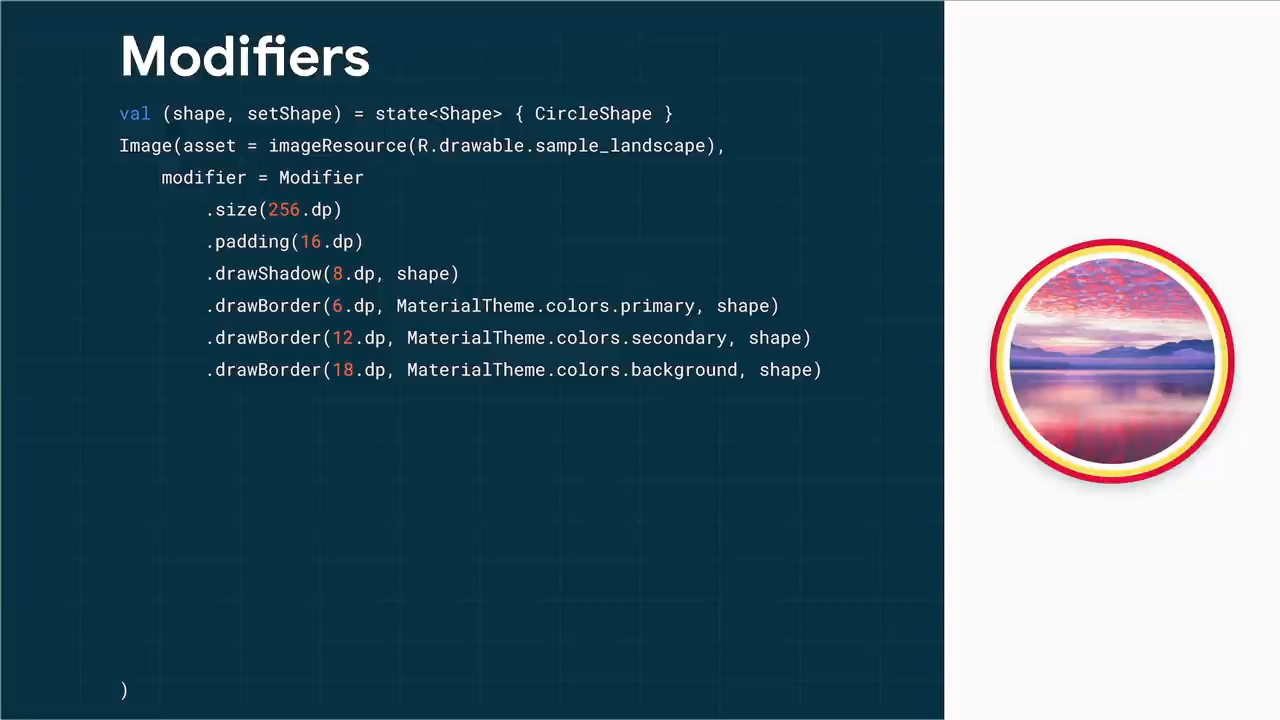 Modifiers
val (shape, setShape) = state<Shape> { CircleShape }
Image(asset = imageResource(R.drawable.sample_landscape),
    modifier = Modifier
        .size(256.dp)
        .padding(16.dp)
        .drawShadow(8.dp, shape)
        .drawBorder(6.dp, MaterialTheme.colors.primary, shape)
        .drawBorder(12.dp, MaterialTheme.colors.secondary, shape)
        .drawBorder(18.dp, MaterialTheme.colors.background, shape)
)